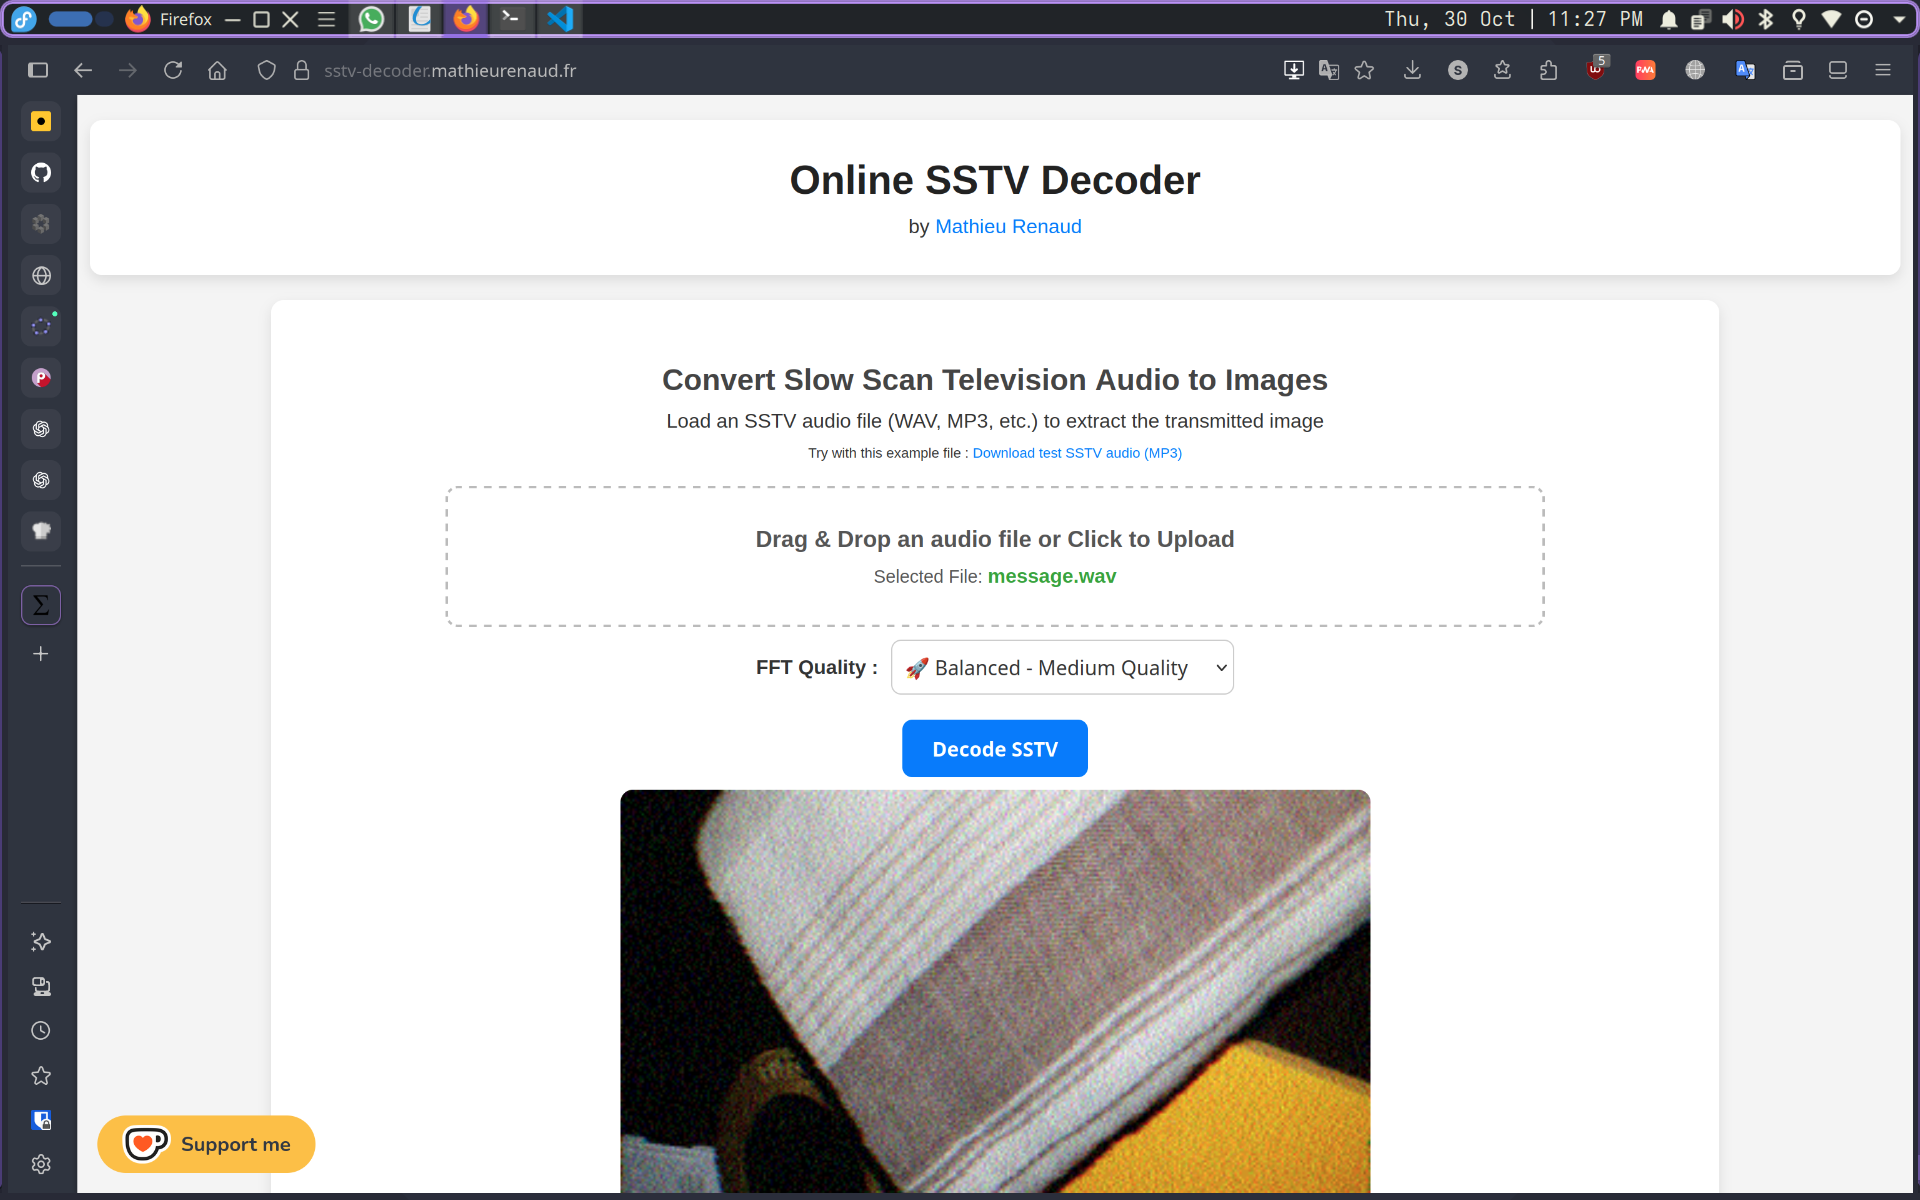 Firefox
Thu, 30 Oct | 11:27 PM
sstv-decoder.mathieurenaud.fr
5
Online SSTV Decoder
by Mathieu Renaud
Convert Slow Scan Television Audio to Images
Load an SSTV audio file (WAV, MP3, etc.) to extract the transmitted image
Try with this example file : Download test SSTV audio (MP3)
Drag & Drop an audio file or Click to Upload
Selected File: message.wav
FFT Quality : 🚀 Balanced - Medium Quality
Decode SSTV
Support me